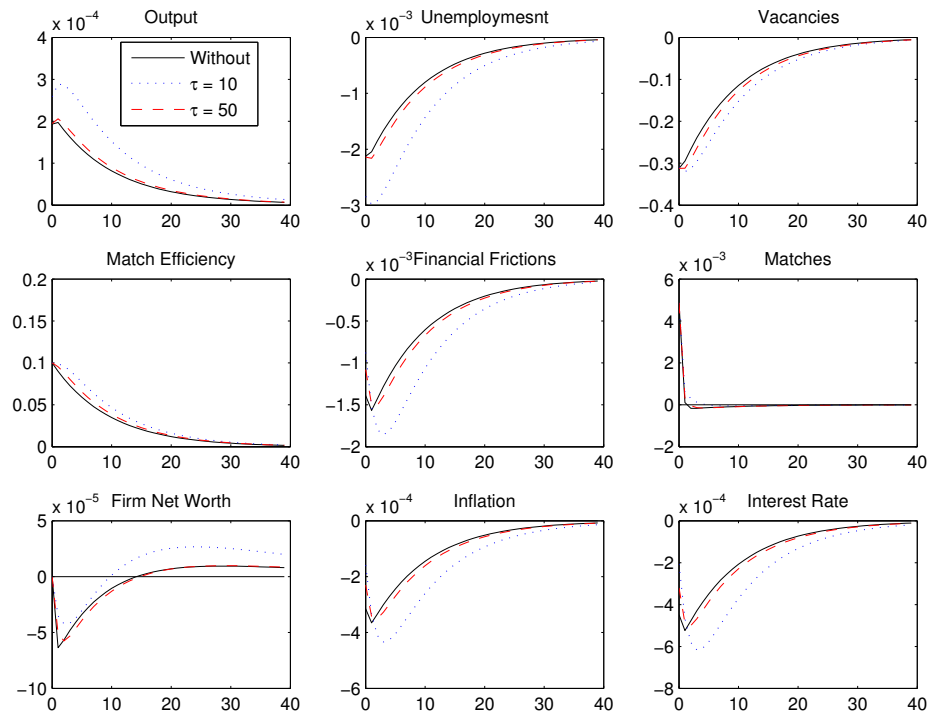 x 10⁻⁴ Output
4
3
2
1
0
0 10 20 30 40
Without
τ = 10
τ = 50
x 10⁻³ Unemploymesnt
0
−1
−2
−3
0 10 20 30 40
Vacancies
0
−0.1
−0.2
−0.3
−0.4
0 10 20 30 40
Match Efficiency
0.2
0.15
0.1
0.05
0
0 10 20 30 40
x 10⁻³ Financial Frictions
0
−0.5
−1
−1.5
−2
0 10 20 30 40
x 10⁻³ Matches
6
4
2
0
−2
0 10 20 30 40
x 10⁻⁵ Firm Net Worth
5
0
−5
−10
0 10 20 30 40
x 10⁻⁴ Inflation
0
−2
−4
−6
0 10 20 30 40
x 10⁻⁴ Interest Rate
0
−2
−4
−6
−8
0 10 20 30 40